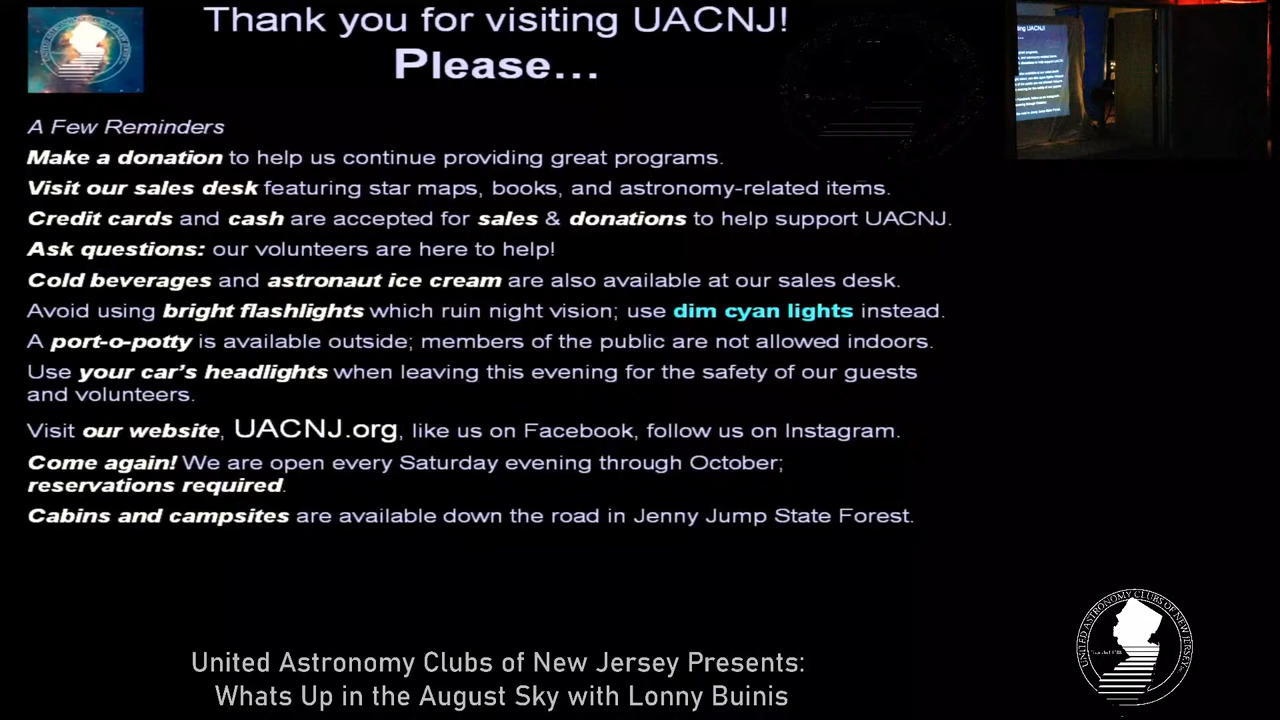 Thank you for visiting UACNJ!
Please...
A Few Reminders
Make a donation to help us continue providing great programs.
Visit our sales desk featuring star maps, books, and astronomy-related items.
Credit cards and cash are accepted for sales & donations to help support UACNJ.
Ask questions: our volunteers are here to help!
Cold beverages and astronaut ice cream are also available at our sales desk.
Avoid using bright flashlights which ruin night vision; use dim cyan lights instead.
A port-o-potty is available outside; members of the public are not allowed indoors.
Use your car's headlights when leaving this evening for the safety of our guests
and volunteers.
Visit our website, UACNJ.org, like us on Facebook, follow us on Instagram.
Come again! We are open every Saturday evening through October;
reservations required.
Cabins and campsites are available down the road in Jenny Jump State Forest.
UNITED ASTRONOMY CLUBS OF NEW JERSEY
United Astronomy Clubs of New Jersey Presents:
Whats Up in the August Sky with Lonny Buinis